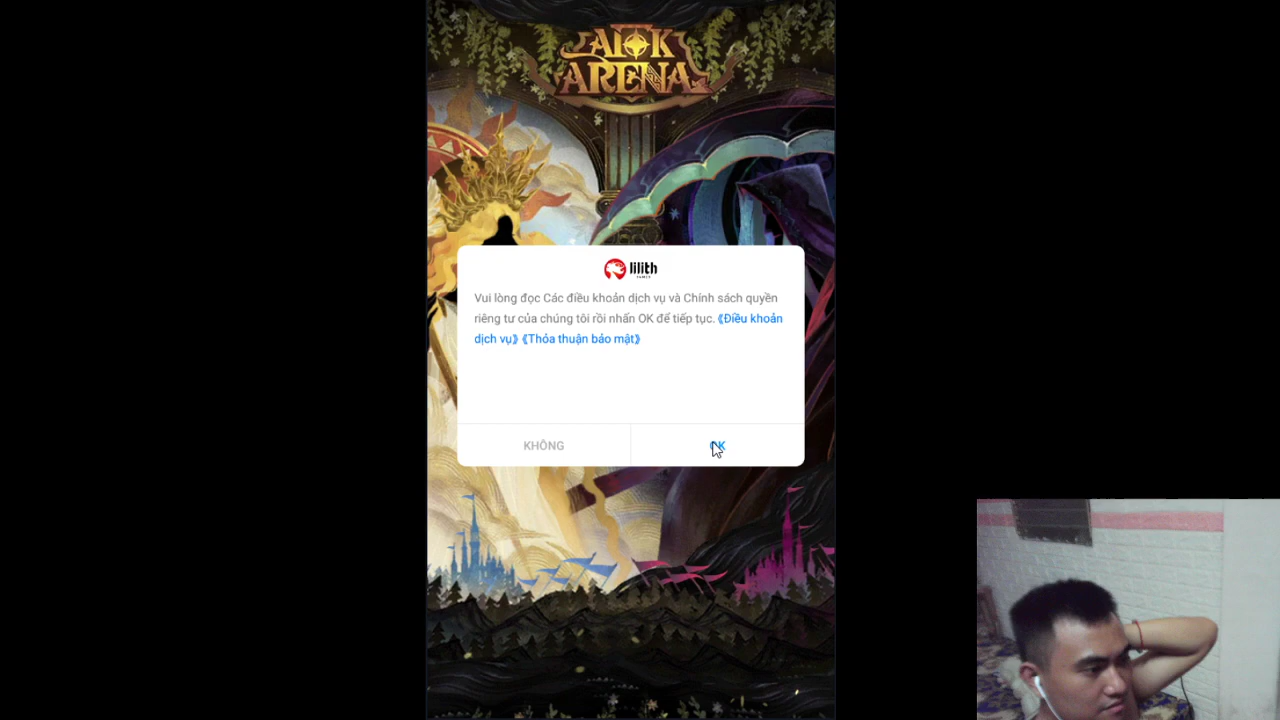 AFK
ARENA
lilith
GAMES
Vui lòng đọc Các điều khoản dịch vụ và Chính sách quyền
riêng tư của chúng tôi rồi nhấn OK để tiếp tục. 《Điều khoản
dịch vụ》《Thỏa thuận bảo mật》
KHÔNG
OK